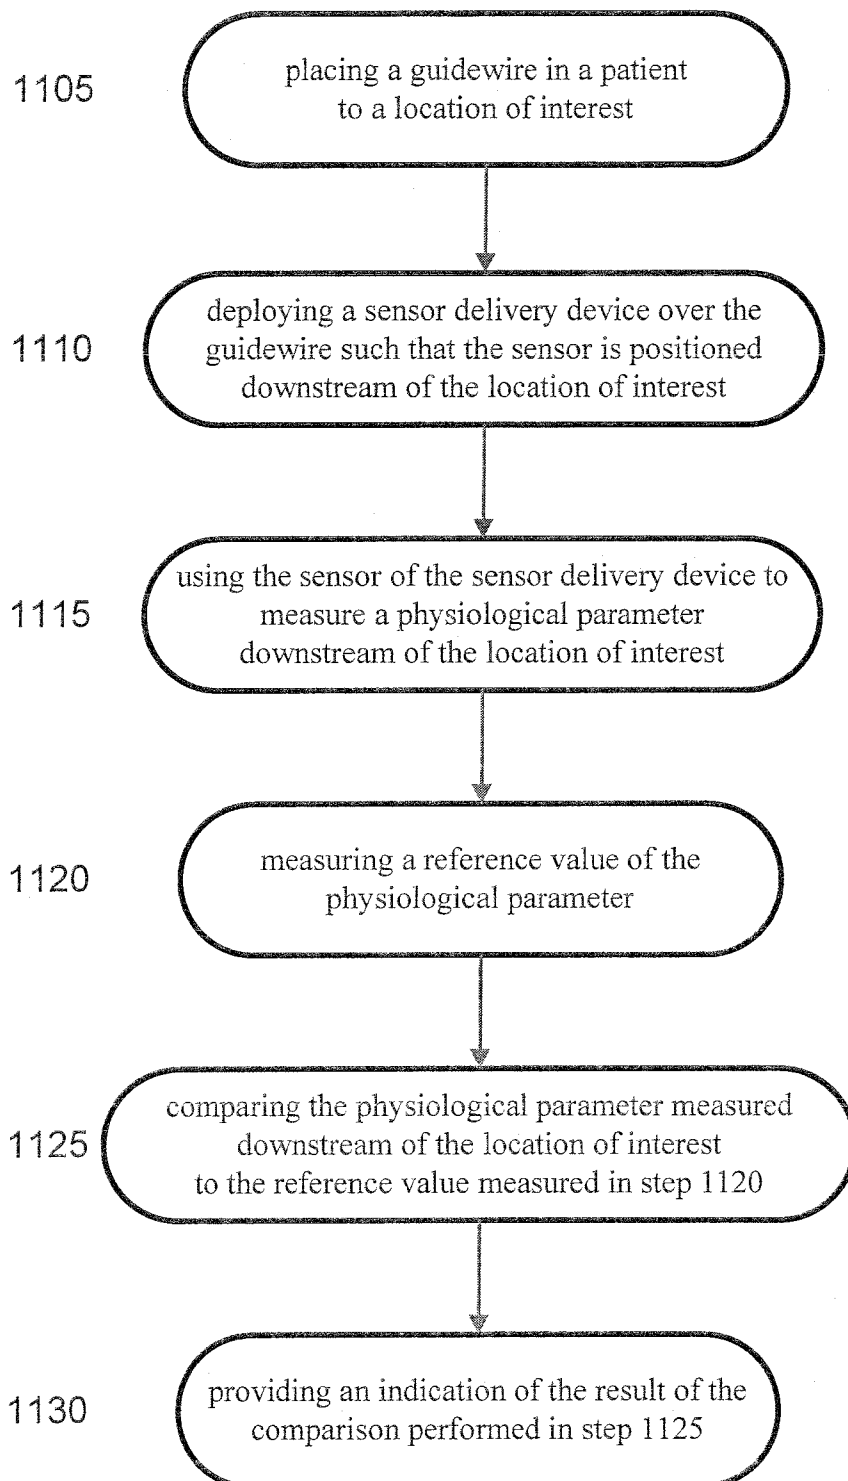 1105
placing a guidewire in a patient
to a location of interest
1110
deploying a sensor delivery device over the
guidewire such that the sensor is positioned
downstream of the location of interest
1115
using the sensor of the sensor delivery device to
measure a physiological parameter
downstream of the location of interest
1120
measuring a reference value of the
physiological parameter
1125
comparing the physiological parameter measured
downstream of the location of interest
to the reference value measured in step 1120
1130
providing an indication of the result of the
comparison performed in step 1125